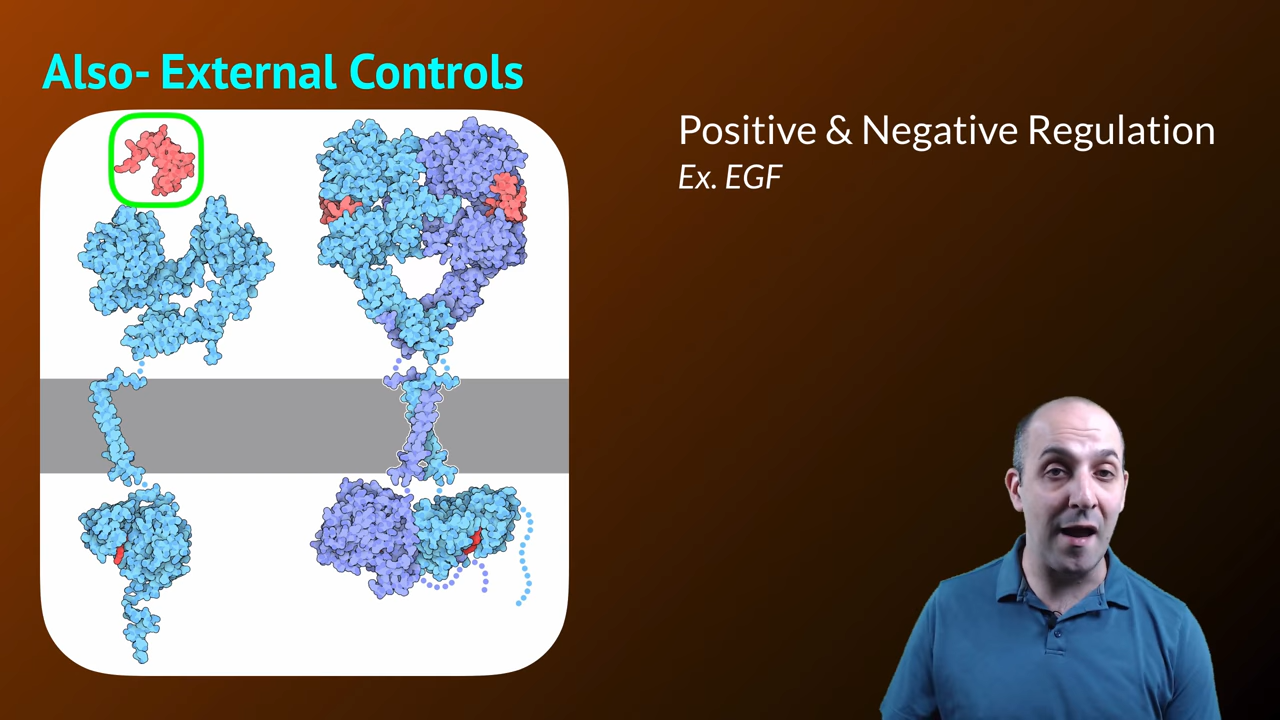 Also- External Controls
Positive & Negative Regulation
Ex. EGF